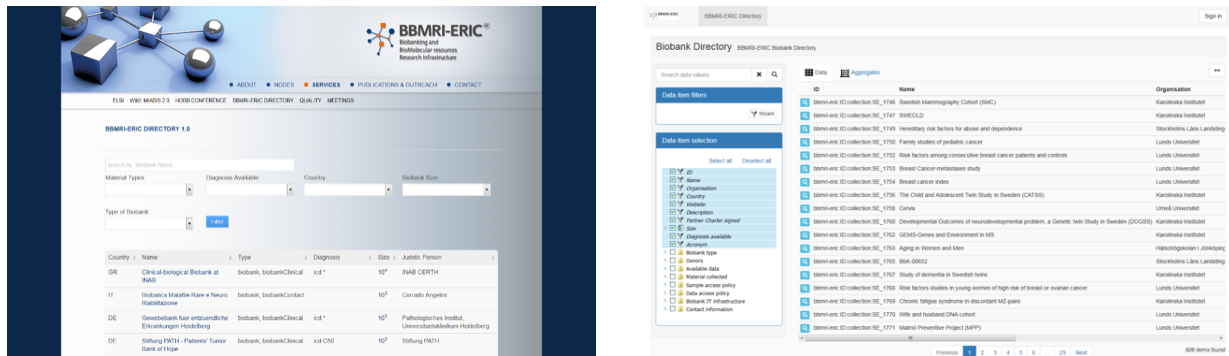 BBMRI-ERIC®
Biobanking and
BioMolecular resources
Research Infrastructure
ABOUT NODES SERVICES PUBLICATIONS & OUTREACH CONTACT
ELSI WIKI MIABIS 2.0 HOBB CONFERENCE BBMRI-ERIC DIRECTORY QUALITY MEETINGS
BBMRI-ERIC DIRECTORY 1.0
search by Biobank Name ...
Material Types: Diagnosis Available: Country: Biobank Size:
Type of Biobank:
Filter
Country Name Type Diagnosis Size Juristic Person
GR Clinical-biological Biobank at INAB biobank, biobankClinical icd:* 10⁴ INAB CERTH
IT Biobanca Malattie Rare e Neuro Riabilitazione biobank, biobankContact 10³ Corrado Angelini
DE Gewebebank fuer entzuendliche Erkrankungen Heidelberg biobank, biobankClinical icd:* 10³ Pathologisches Institut, Universitaetsklinikum Heidelberg
DE Stiftung PATH - Patients' Tumor Bank of Hope biobank, biobankClinical icd:C50 10³ Stiftung PATH
BBMRI-ERIC BBMRI-ERIC Directory Sign in
Biobank Directory BBMRI-ERIC Biobank Directory
Search data values
Data item filters
Wizard
Data item selection
Select all Deselect all
ID
Name
Organisation
Country
Website
Description
Partner Charter signed
Size
Diagnosis available
Acronym
Biobank type
Donors
Available data
Material collected
Sample access policy
Data access policy
Biobank IT infrastructure
Contact information
Data Aggregates
ID Name Organisation
bbmri-eric:ID:collection:SE_1746 Swedish Mammography Cohort (SMC) Karolinska Institutet
bbmri-eric:ID:collection:SE_1747 SWEOLD Karolinska Institutet
bbmri-eric:ID:collection:SE_1749 Hereditary risk factors for abuse and dependence Stockholms Läns Landsting
bbmri-eric:ID:collection:SE_1750 Family studies of pediatric cancer Lunds Universitet
bbmri-eric:ID:collection:SE_1752 Risk factors among consecutive breast cancer patients and controls Lunds Universitet
bbmri-eric:ID:collection:SE_1753 Breast Cancer-metastases study Lunds Universitet
bbmri-eric:ID:collection:SE_1754 Breast cancer index Lunds Universitet
bbmri-eric:ID:collection:SE_1756 The Child and Adolescent Twin Study in Sweden (CATSS) Karolinska Institutet
bbmri-eric:ID:collection:SE_1758 Cervix Umeå Universitet
bbmri-eric:ID:collection:SE_1760 Developmental Outcomes of neurodevelopmental problem, a Genetic twin Study in Sweden (DOGSS) Karolinska Institutet
bbmri-eric:ID:collection:SE_1762 GEMS-Genes and Environment in MS Karolinska Institutet
bbmri-eric:ID:collection:SE_1763 Aging in Women and Men Hälsohögskolan i Jönköping
bbmri-eric:ID:collection:SE_1765 BbK-00652 Stockholms Läns Landsting
bbmri-eric:ID:collection:SE_1767 Study of dementia in Swedish twins Karolinska Institutet
bbmri-eric:ID:collection:SE_1768 Risk factors studies in young women of high risk of breast or ovarian cancer Lunds Universitet
bbmri-eric:ID:collection:SE_1769 Chronic fatigue syndrome in discordant MZ-pairs Karolinska Institutet
bbmri-eric:ID:collection:SE_1770 Wife and husband DNA cohort Lunds Universitet
bbmri-eric:ID:collection:SE_1771 Malmö Preventive Project (MPP) Lunds Universitet
Previous 1 2 3 4 5 6 ... 29 Next
506 items found